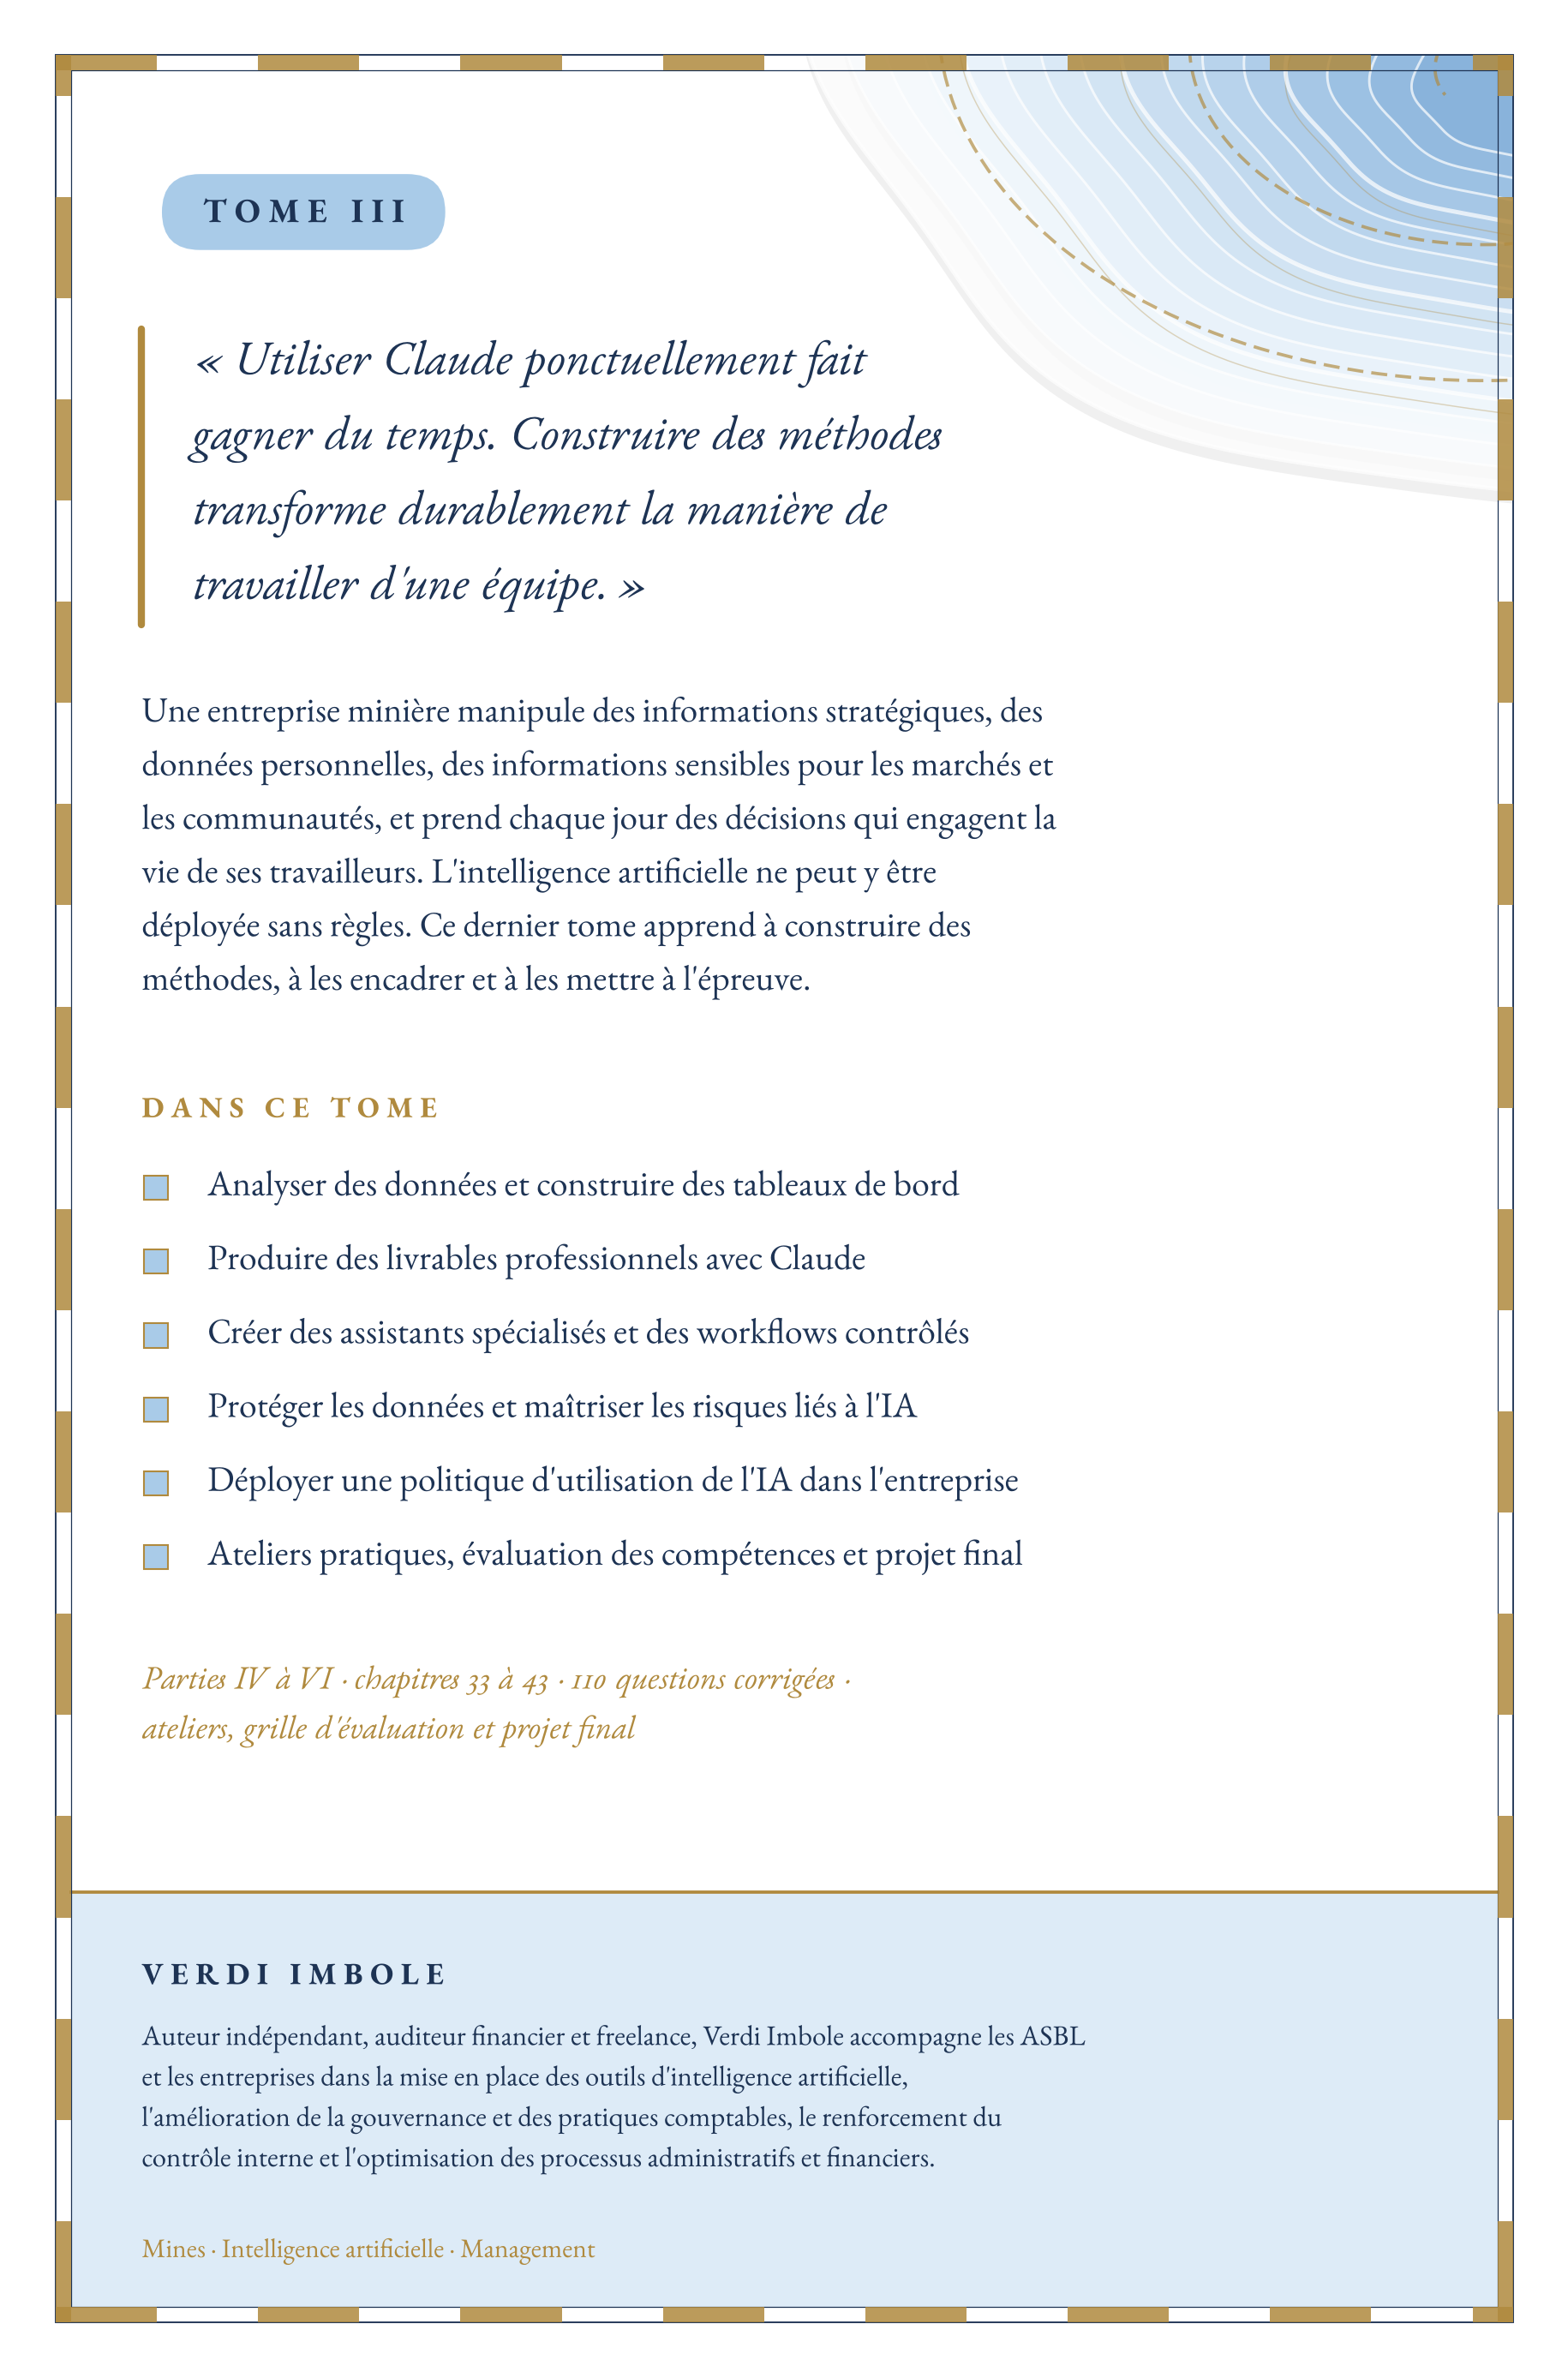 TOME III
« Utiliser Claude ponctuellement fait
gagner du temps. Construire des méthodes
transforme durablement la manière de
travailler d'une équipe. »
Une entreprise minière manipule des informations stratégiques, des
données personnelles, des informations sensibles pour les marchés et
les communautés, et prend chaque jour des décisions qui engagent la
vie de ses travailleurs. L'intelligence artificielle ne peut y être
déployée sans règles. Ce dernier tome apprend à construire des
méthodes, à les encadrer et à les mettre à l'épreuve.
DANS CE TOME
Analyser des données et construire des tableaux de bord
Produire des livrables professionnels avec Claude
Créer des assistants spécialisés et des workflows contrôlés
Protéger les données et maîtriser les risques liés à l'IA
Déployer une politique d'utilisation de l'IA dans l'entreprise
Ateliers pratiques, évaluation des compétences et projet final
Parties IV à VI · chapitres 33 à 43 · 110 questions corrigées ·
ateliers, grille d'évaluation et projet final
VERDI IMBOLE
Auteur indépendant, auditeur financier et freelance, Verdi Imbole accompagne les ASBL
et les entreprises dans la mise en place des outils d'intelligence artificielle,
l'amélioration de la gouvernance et des pratiques comptables, le renforcement du
contrôle interne et l'optimisation des processus administratifs et financiers.
Mines · Intelligence artificielle · Management